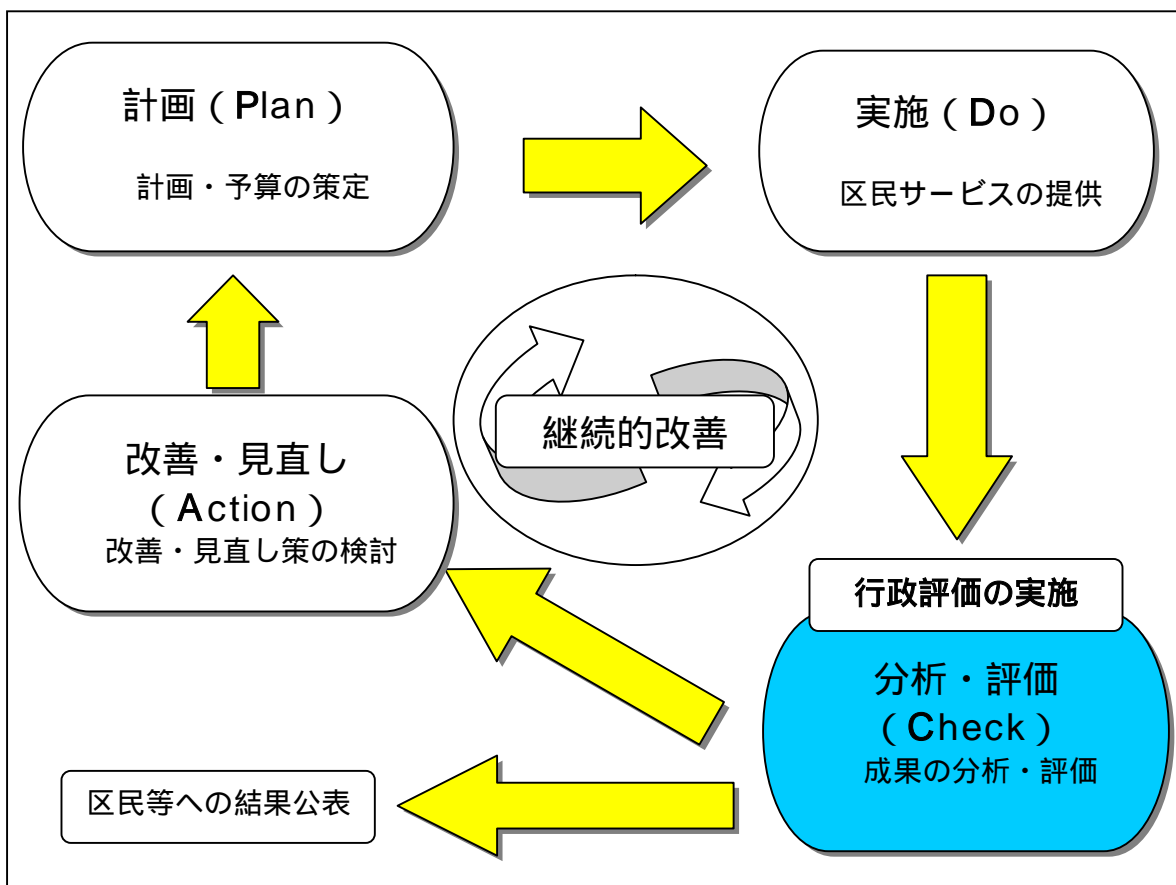 計画（Plan）
計画・予算の策定
実施（Do）
区民サービスの提供
継続的改善
改善・見直し
（Action）
改善・見直し策の検討
行政評価の実施
分析・評価
（Check）
成果の分析・評価
区民等への結果公表